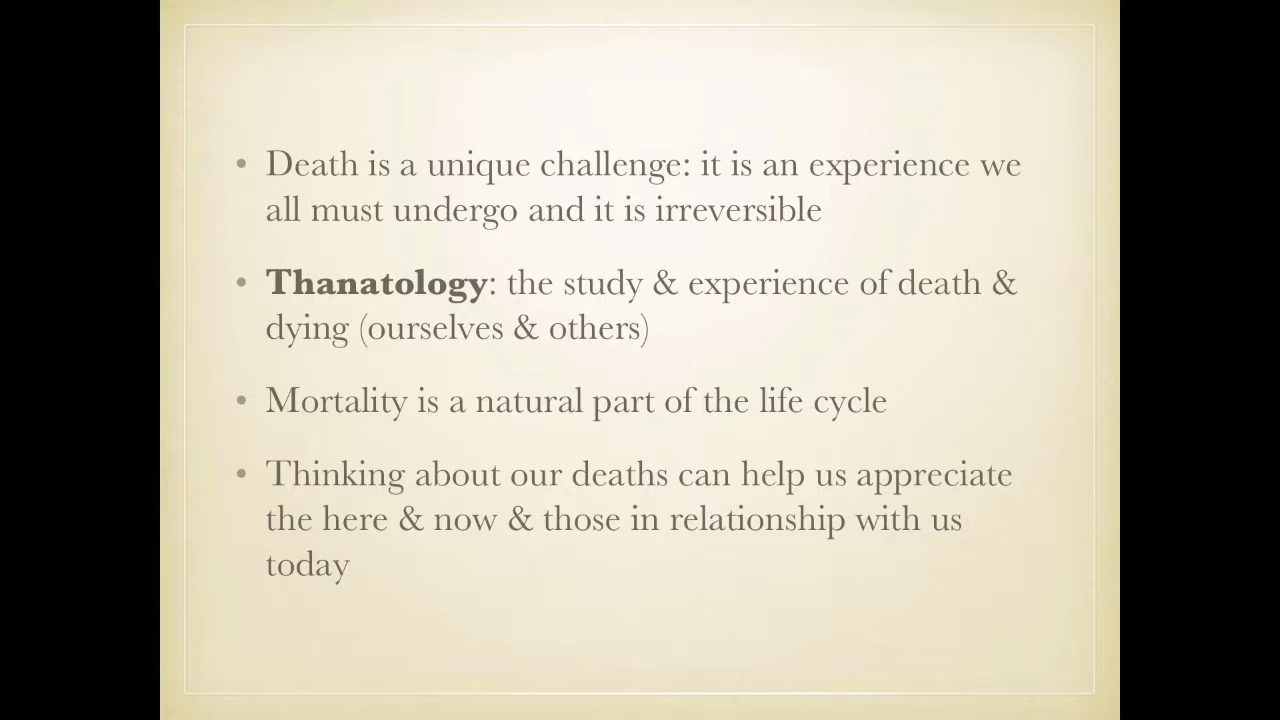 • Death is a unique challenge: it is an experience we
all must undergo and it is irreversible
• Thanatology: the study & experience of death &
dying (ourselves & others)
• Mortality is a natural part of the life cycle
• Thinking about our deaths can help us appreciate
the here & now & those in relationship with us
today